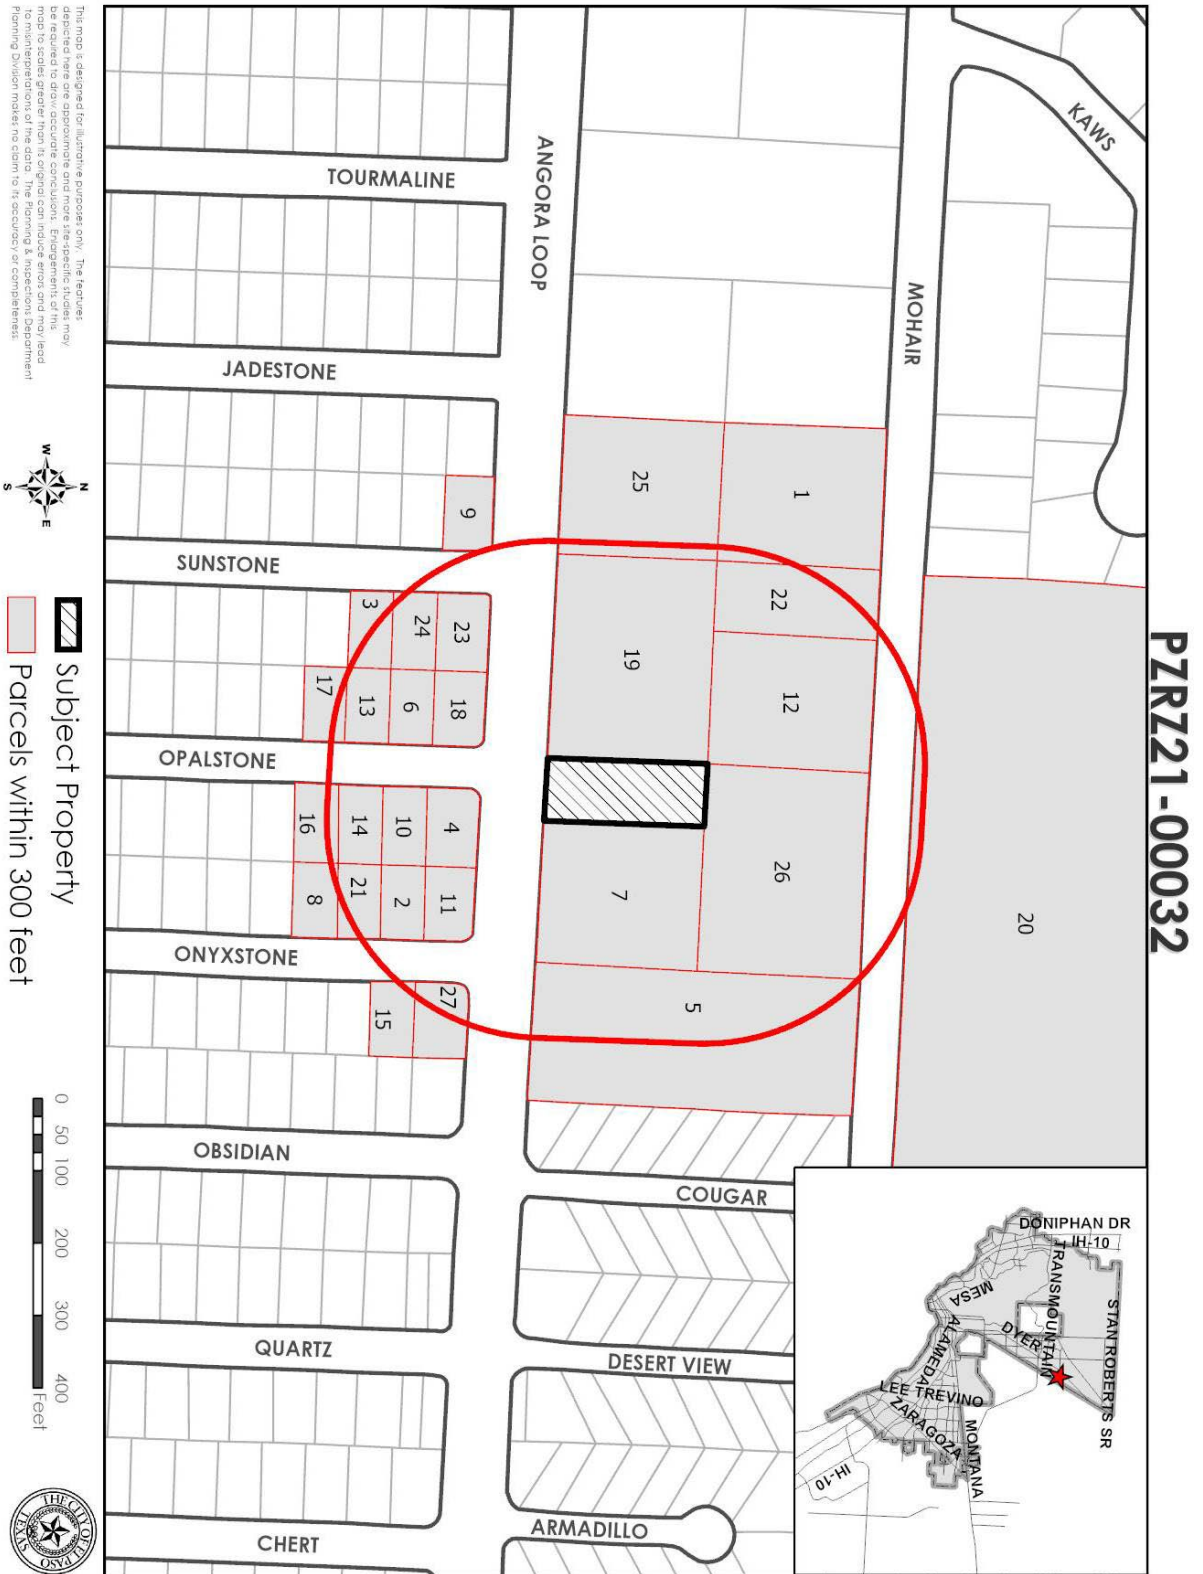 PZRZ21-00032
KAWS
MOHAIR
ANGORA LOOP
TOURMALINE
JADESTONE
SUNSTONE
OPALSTONE
ONYXSTONE
OBSIDIAN
QUARTZ
CHERT
COUGAR
DESERT VIEW
ARMADILLO
1
25
9
22
19
12
20
3
24
23
17
13
6
18
26
7
16
14
10
4
8
21
2
11
5
27
15
DONIPHAN DR
IH-10
TRANSMOUNTAIN
STAN ROBERTS SR
MESA
DYER
ALAMEDA
LEE TREVINO
ZARAGOZA
MONTANA
IH-10
This map is designed for illustrative purposes only. The features
depicted here are approximate and more site-specific studies may
be required to draw accurate conclusions. Enlargements of this
map to scales greater than its original can induce errors and may lead
to misinterpretations of the data. The Planning & Inspections Department
Planning Division makes no claim to its accuracy or completeness.
N
W
E
S
Subject Property
Parcels within 300 feet
0 50 100 200 300 400
Feet
THE CITY OF EL PASO
TEXAS